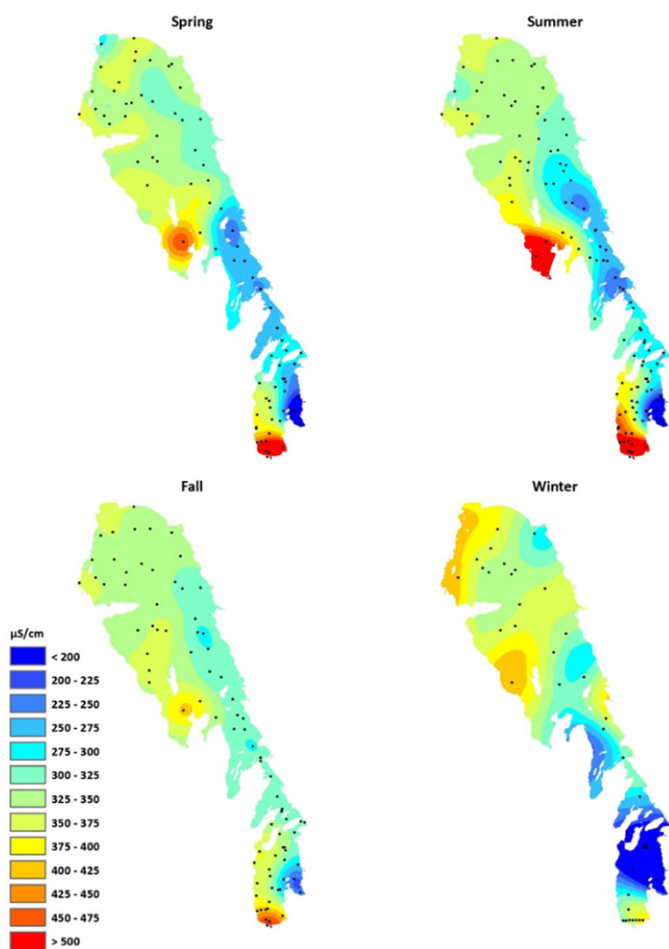 Spring
Summer
Fall
Winter
µS/cm
< 200
200 - 225
225 - 250
250 - 275
275 - 300
300 - 325
325 - 350
350 - 375
375 - 400
400 - 425
425 - 450
450 - 475
> 500